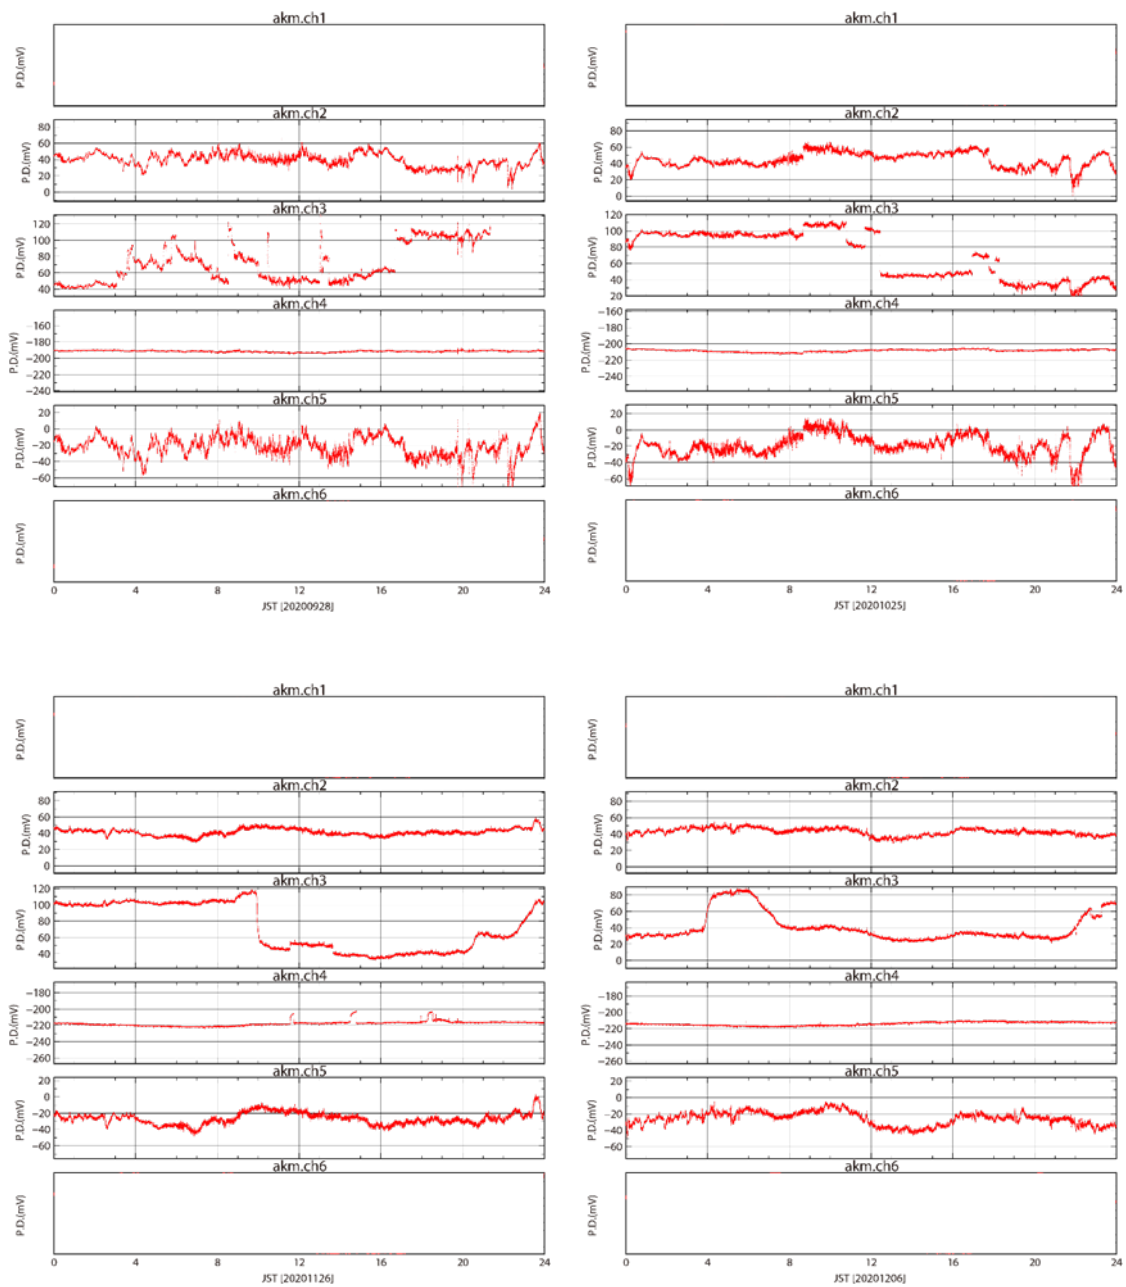 akm.ch1
P.D.(mV)
akm.ch2
P.D.(mV)
80
60
40
20
0
akm.ch3
P.D.(mV)
120
100
80
60
40
akm.ch4
P.D.(mV)
−160
−180
−200
−220
−240
akm.ch5
P.D.(mV)
20
0
−20
−40
−60
akm.ch6
P.D.(mV)
0 4 8 12 16 20 24
JST [20200928]
akm.ch1
P.D.(mV)
akm.ch2
P.D.(mV)
80
60
40
20
0
akm.ch3
P.D.(mV)
120
100
80
60
40
20
akm.ch4
P.D.(mV)
−160
−180
−200
−220
−240
akm.ch5
P.D.(mV)
20
0
−20
−40
−60
akm.ch6
P.D.(mV)
0 4 8 12 16 20 24
JST [20201025]
akm.ch1
P.D.(mV)
akm.ch2
P.D.(mV)
80
60
40
20
0
akm.ch3
P.D.(mV)
120
100
80
60
40
akm.ch4
P.D.(mV)
−180
−200
−220
−240
−260
akm.ch5
P.D.(mV)
20
0
−20
−40
−60
akm.ch6
P.D.(mV)
0 4 8 12 16 20 24
JST [20201126]
akm.ch1
P.D.(mV)
akm.ch2
P.D.(mV)
80
60
40
20
0
akm.ch3
P.D.(mV)
80
60
40
20
0
akm.ch4
P.D.(mV)
−180
−200
−220
−240
−260
akm.ch5
P.D.(mV)
20
0
−20
−40
−60
akm.ch6
P.D.(mV)
0 4 8 12 16 20 24
JST [20201206]